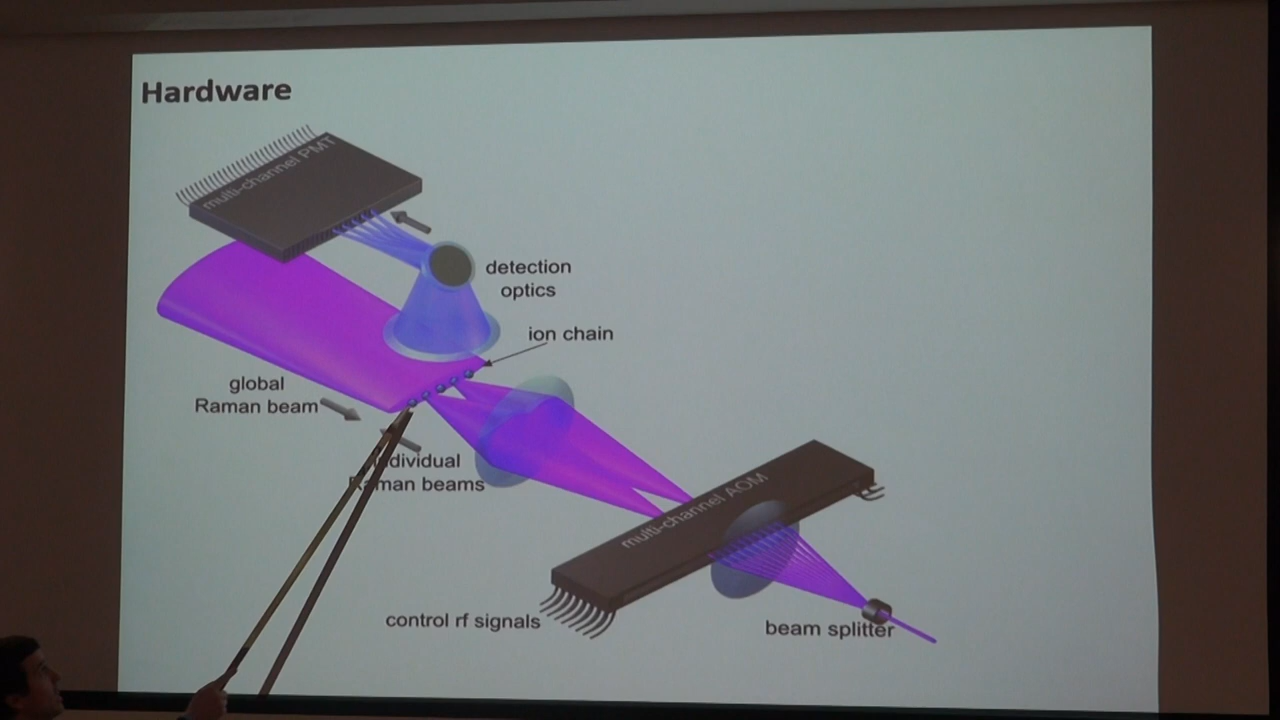 Hardware
multi-channel PMT
detection
optics
ion chain
global
Raman beam
individual
Raman beams
multi-channel AOM
control rf signals
beam splitter